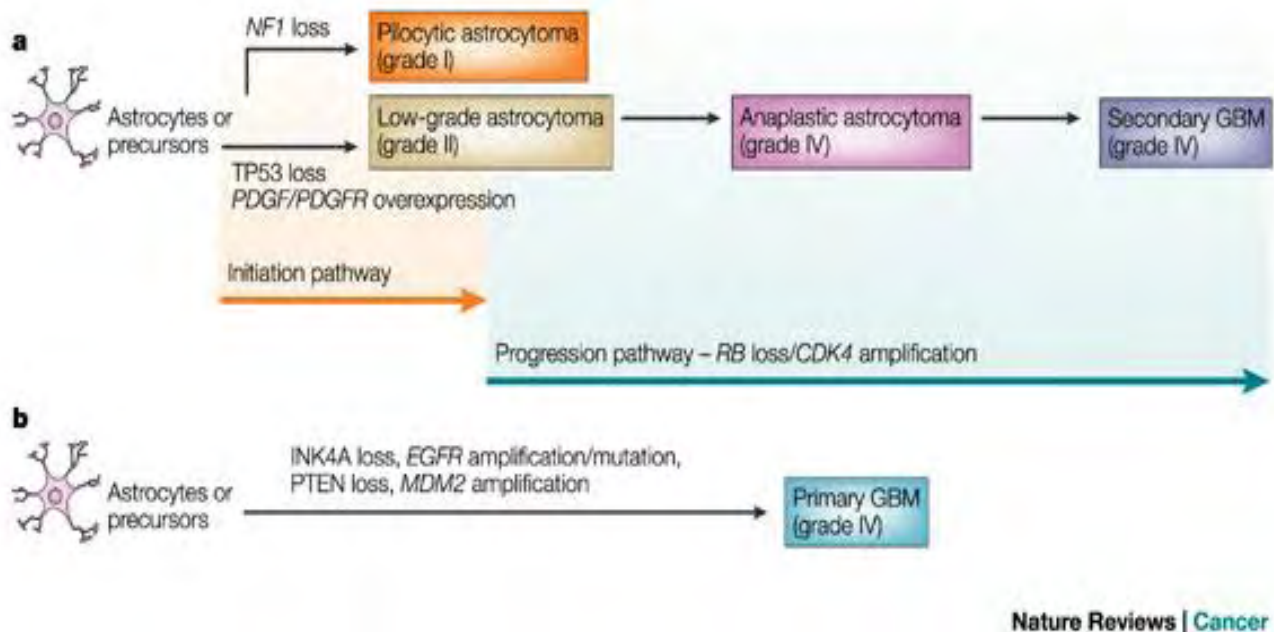 a
NF1 loss
Pilocytic astrocytoma
(grade I)
Astrocytes or
precursors
Low-grade astrocytoma
(grade II)
Anaplastic astrocytoma
(grade IV)
Secondary GBM
(grade IV)
TP53 loss
PDGF/PDGFR overexpression
Initiation pathway
Progression pathway – RB loss/CDK4 amplification
b
Astrocytes or
precursors
INK4A loss, EGFR amplification/mutation,
PTEN loss, MDM2 amplification
Primary GBM
(grade IV)
Nature Reviews | Cancer